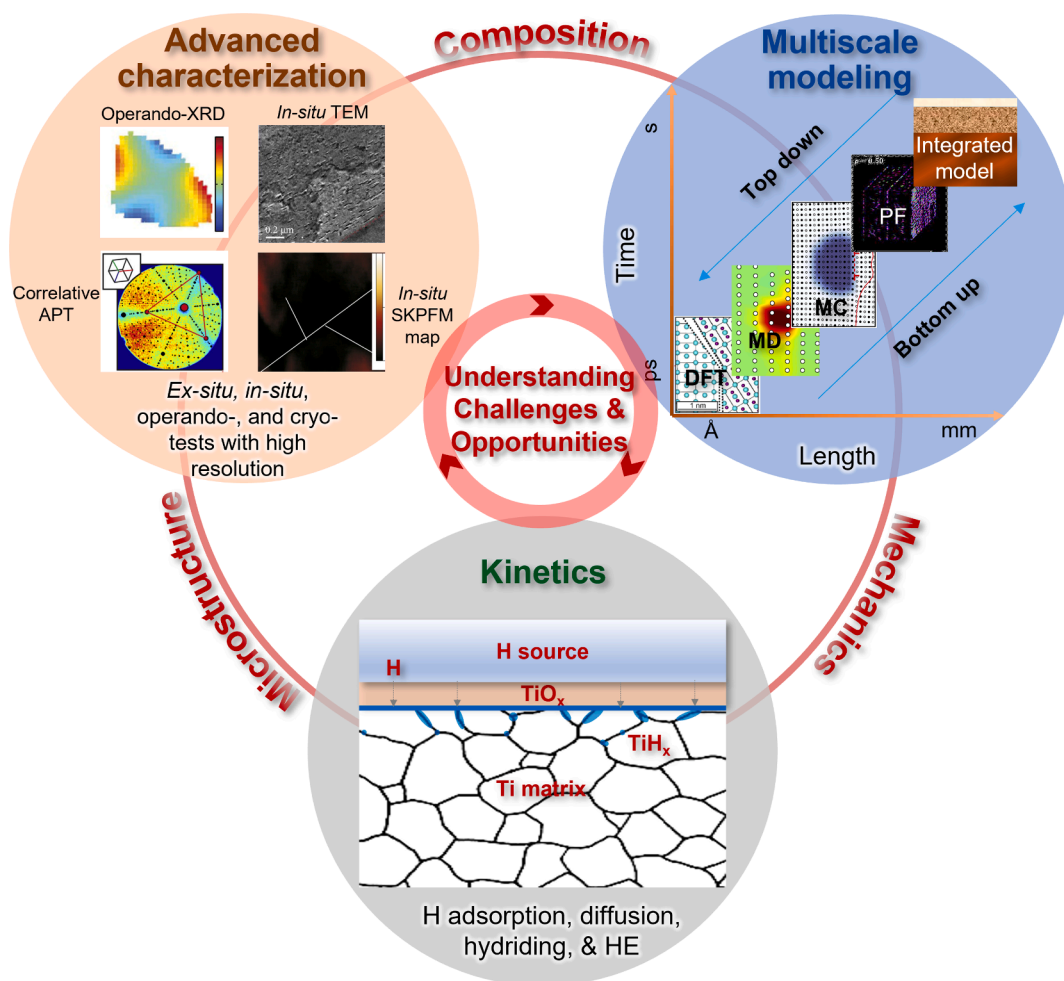 Composition
Advanced
characterization
Operando-XRD
In-situ TEM
0.2 μm
Correlative
APT
In-situ
SKPFM
map
Ex-situ, in-situ,
operando-, and cryo-
tests with high
resolution
Multiscale
modeling
s
Time
ps
Top down
Bottom up
Integrated
model
PF
MC
MD
DFT
1 nm
Å
mm
Length
Understanding
Challenges &
Opportunities
Microstructure
Mechanics
Kinetics
H source
H
TiOx
TiHx
Ti matrix
H adsorption, diffusion,
hydriding, & HE